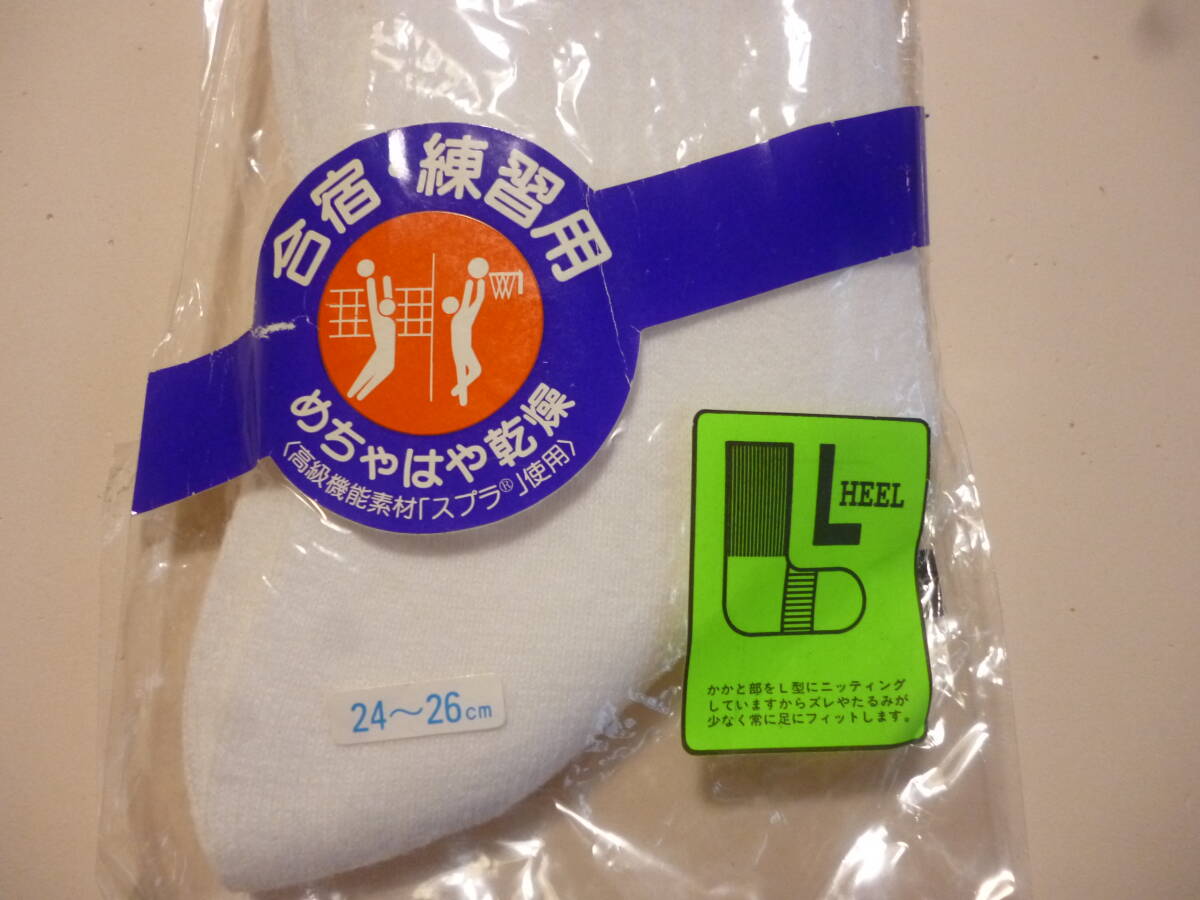 合宿・練習用
めちゃはや乾燥
〈高級機能素材「スプラ®」使用〉
L HEEL
かかと部をL型にニッティング
していますからズレやたるみが
少なく常に足にフィットします。
24～26cm